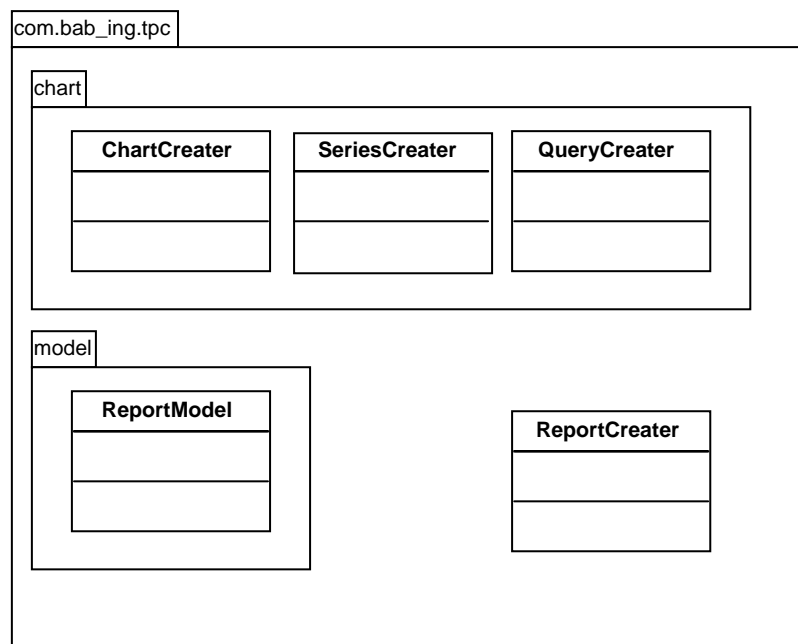 com.bab_ing.tpc
chart
ChartCreater
SeriesCreater
QueryCreater
model
ReportModel
ReportCreater